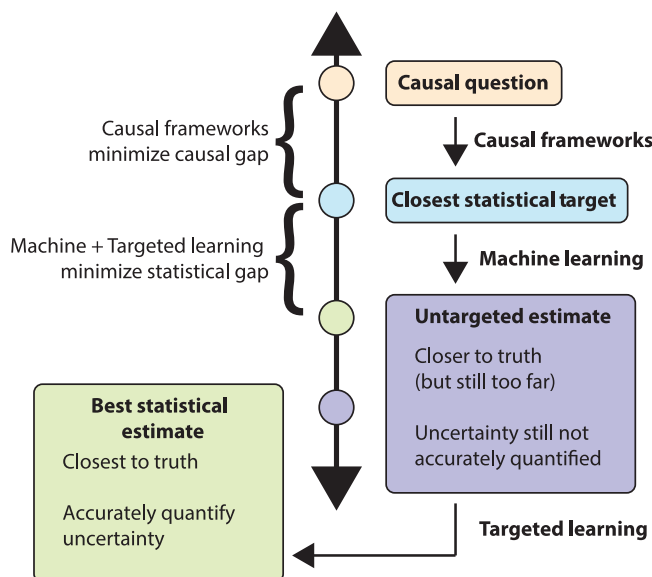 Causal question
Causal frameworks
minimize causal gap
Causal frameworks
Closest statistical target
Machine + Targeted learning
minimize statistical gap
Machine learning
Untargeted estimate
Closer to truth
(but still too far)
Uncertainty still not
accurately quantified
Targeted learning
Best statistical
estimate
Closest to truth
Accurately quantify
uncertainty